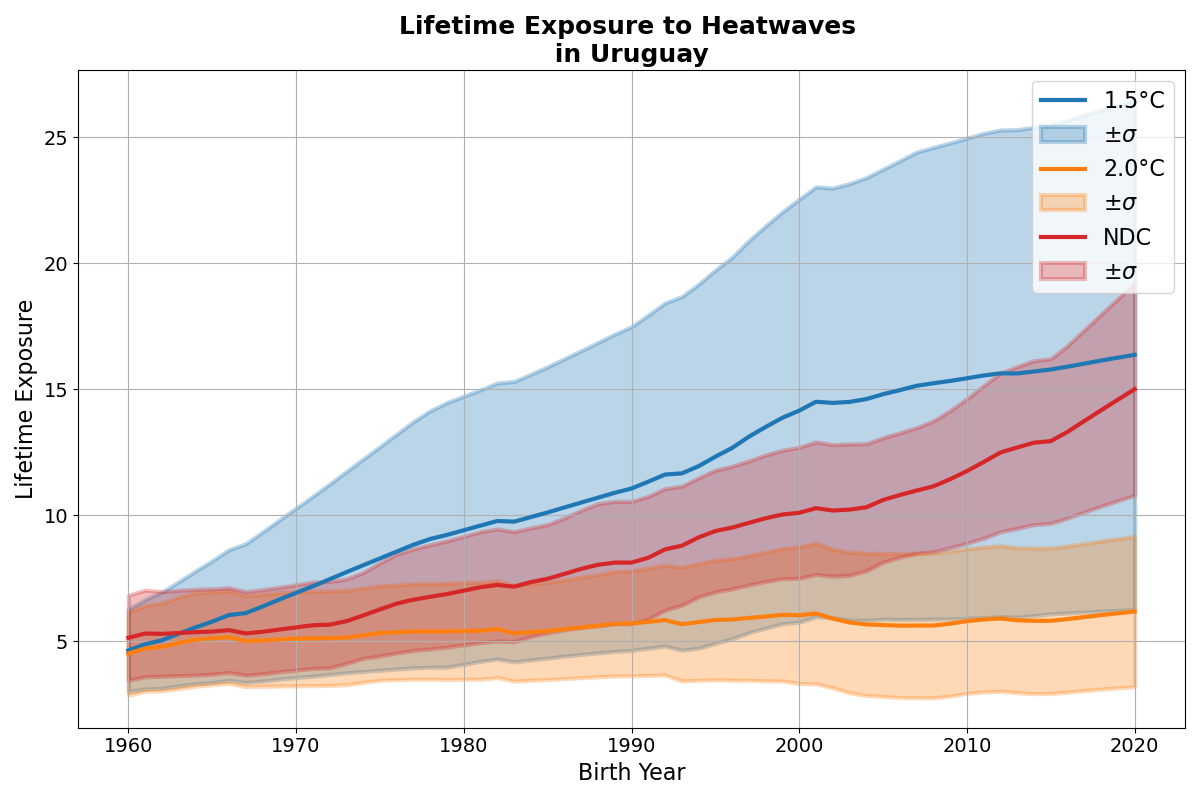 Lifetime Exposure to Heatwaves
in Uruguay
Lifetime Exposure
25
20
15
10
5
1960
1970
1980
1990
2000
2010
2020
Birth Year
1.5°C
±σ
2.0°C
±σ
NDC
±σ